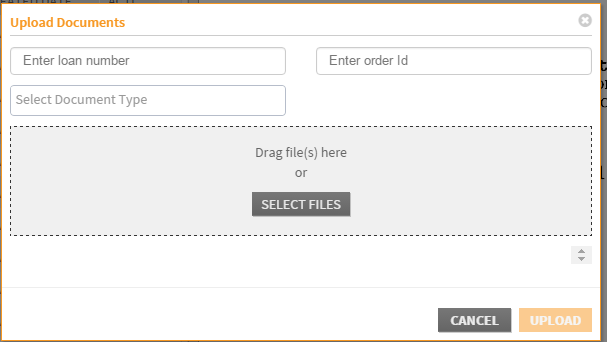 Upload Documents
Enter loan number
Enter order Id
Select Document Type
Drag file(s) here
or
SELECT FILES
CANCEL
UPLOAD